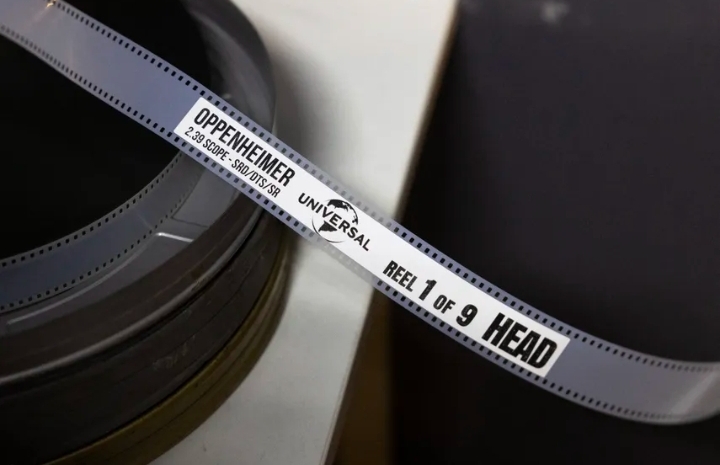 OPPENHEIMER
2.39 SCOPE - SRD/DTS/SR
UNIVERSAL
REEL 1 OF 9 HEAD